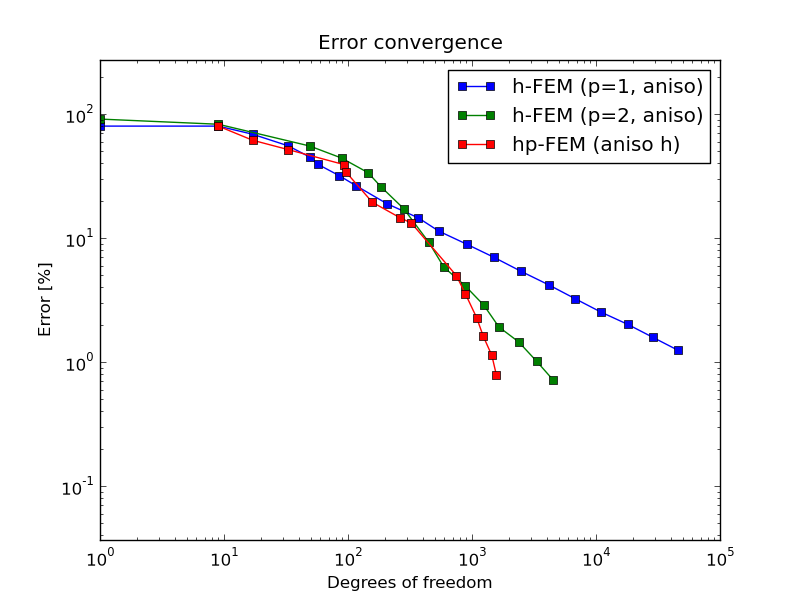 Error convergence
h-FEM (p=1, aniso)
h-FEM (p=2, aniso)
hp-FEM (aniso h)
Error [%]
10^2
10^1
10^0
10^-1
10^0 10^1 10^2 10^3 10^4 10^5
Degrees of freedom